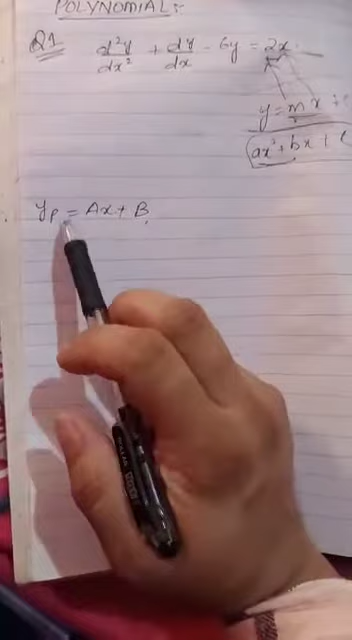 POLYNOMIAL:-
Q1 d²y/dx² + dy/dx - 6y = 2x
y = mx + c
ax² + bx + c
yp = Ax + B